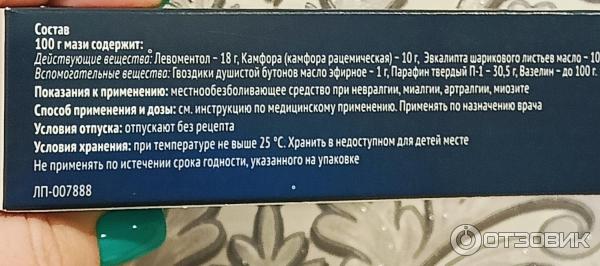 Состав
100 г мази содержит:
Действующие вещества: Левоментол – 18 г, Камфора (камфора рацемическая) – 10 г, Эвкалипта шарикового листьев масло – 10
Вспомогательные вещества: Гвоздики душистой бутонов масло эфирное – 1 г, Парафин твердый П-1 – 30,5 г, Вазелин – до 100 г.
Показания к применению: местнообезболивающее средство при невралгии, миалгии, артралгии, миозите
Способ применения и дозы: см. инструкцию по медицинскому применению. Применять по назначению врача
Условия отпуска: отпускают без рецепта
Условия хранения: при температуре не выше 25 °С. Хранить в недоступном для детей месте
Не применять по истечении срока годности, указанного на упаковке
ЛП-007888
ОТЗОВИК